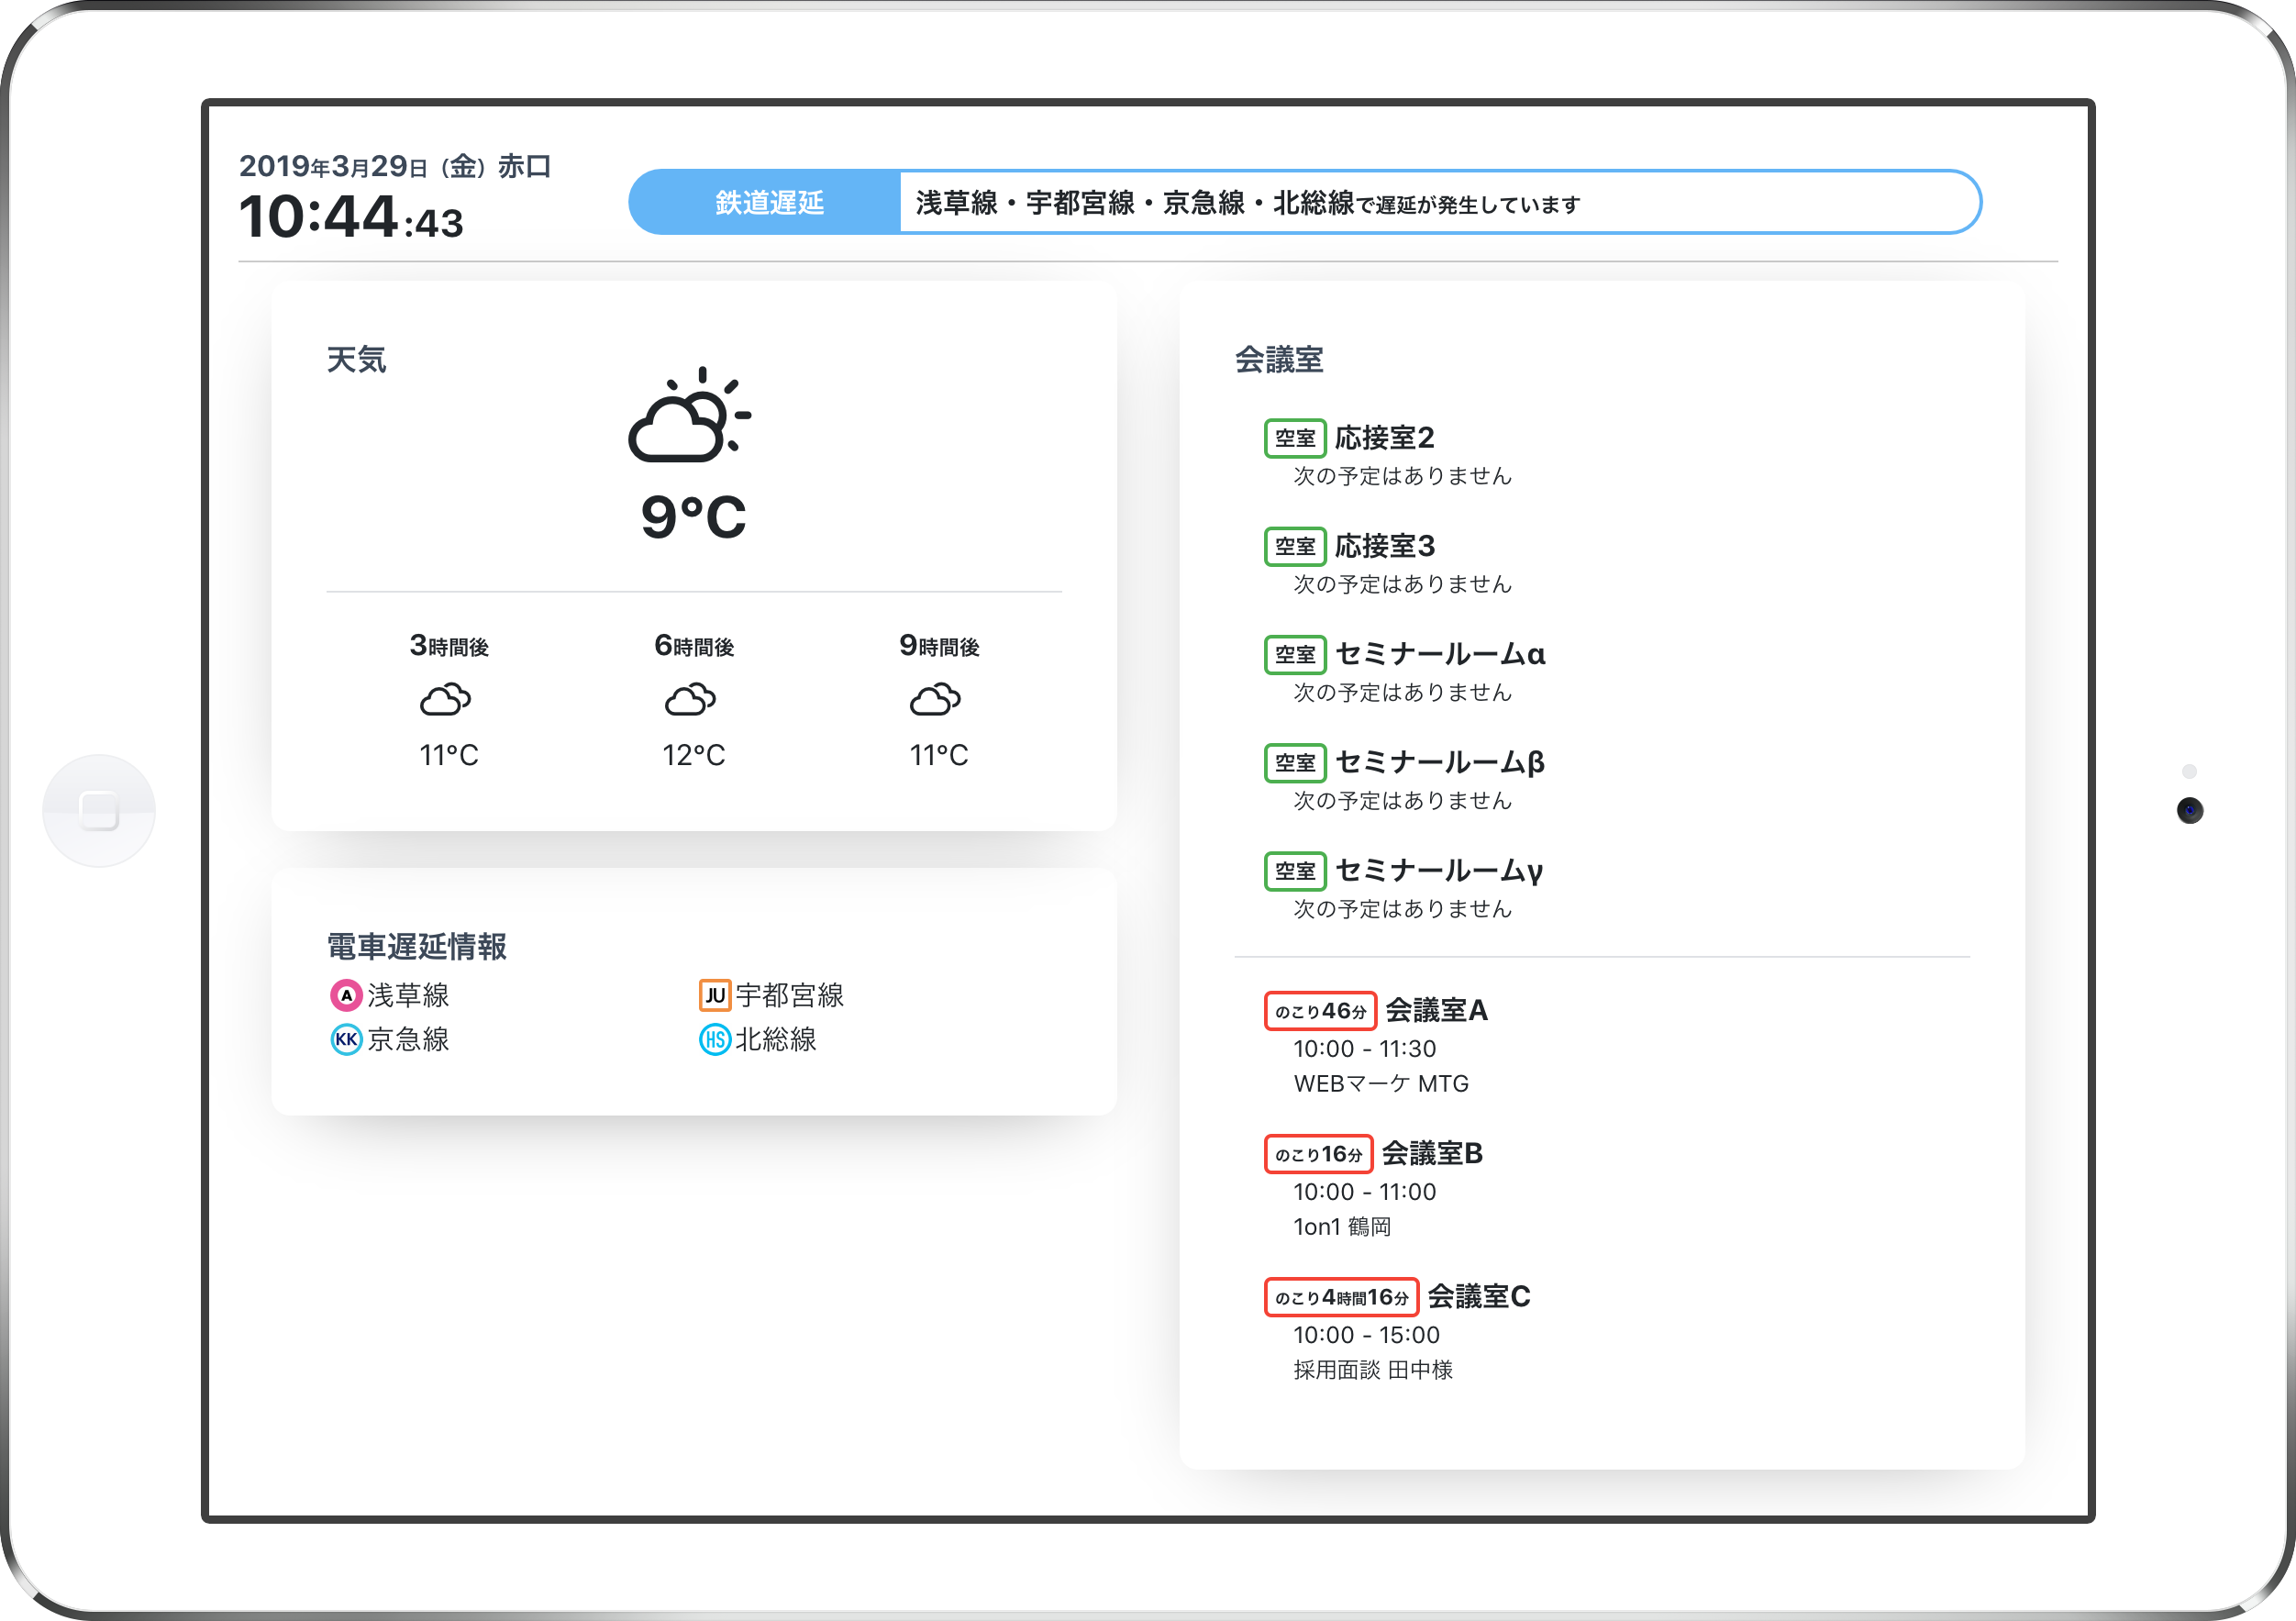 2019年3月29日（金）赤口
10:44:43
鉄道遅延 浅草線・宇都宮線・京急線・北総線で遅延が発生しています
天気
9°C
3時間後 6時間後 9時間後
11°C 12°C 11°C
電車遅延情報
A 浅草線 JU 宇都宮線
KK 京急線 HS 北総線
会議室
空室 応接室2
次の予定はありません
空室 応接室3
次の予定はありません
空室 セミナールームα
次の予定はありません
空室 セミナールームβ
次の予定はありません
空室 セミナールームγ
次の予定はありません
のこり46分 会議室A
10:00 - 11:30
WEBマーケ MTG
のこり16分 会議室B
10:00 - 11:00
1on1 鶴岡
のこり4時間16分 会議室C
10:00 - 15:00
採用面談 田中様